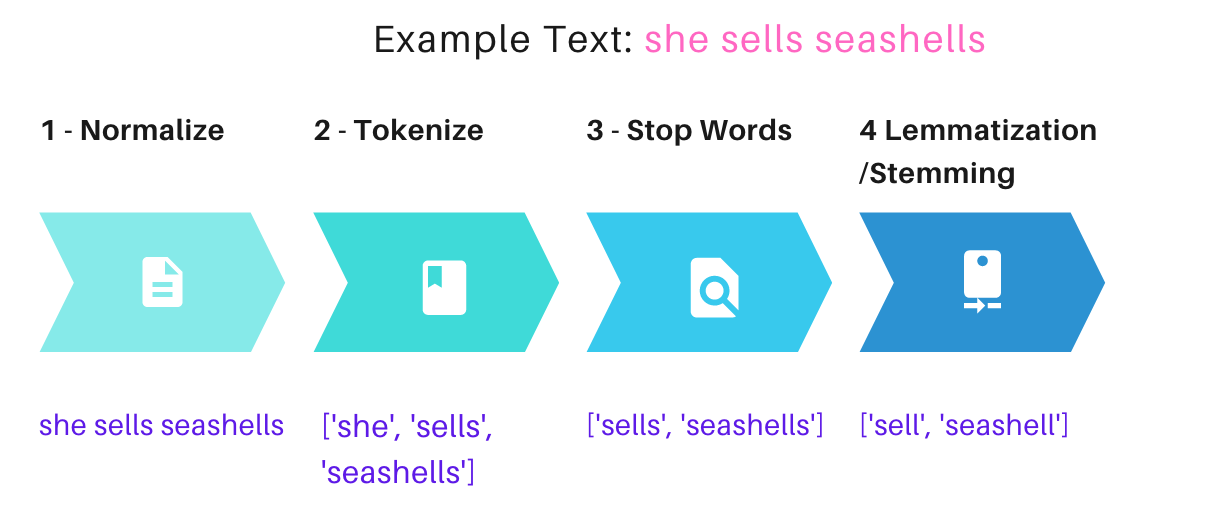 Example Text: she sells seashells
1 - Normalize
2 - Tokenize
3 - Stop Words
4 Lemmatization
/Stemming
she sells seashells
['she', 'sells',
'seashells']
['sells', 'seashells']
['sell', 'seashell']